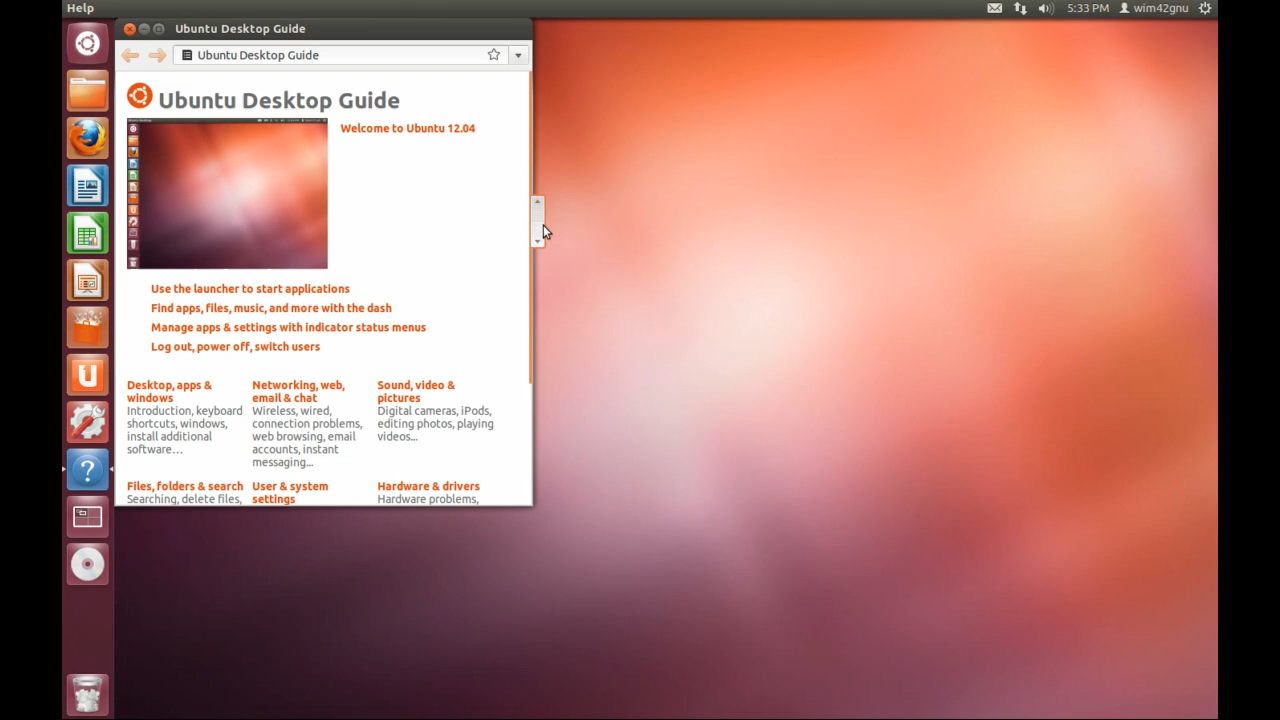 Help
5:33 PM
wim42gnu
Ubuntu Desktop Guide
Ubuntu Desktop Guide
Ubuntu Desktop Guide
Welcome to Ubuntu 12.04
Use the launcher to start applications
Find apps, files, music, and more with the dash
Manage apps & settings with indicator status menus
Log out, power off, switch users
Desktop, apps &
windows
Introduction, keyboard
shortcuts, windows,
install additional
software…
Networking, web,
email & chat
Wireless, wired,
connection problems,
web browsing, email
accounts, instant
messaging...
Sound, video &
pictures
Digital cameras, iPods,
editing photos, playing
videos...
Files, folders & search
Searching, delete files,
User & system
settings
Hardware & drivers
Hardware problems,